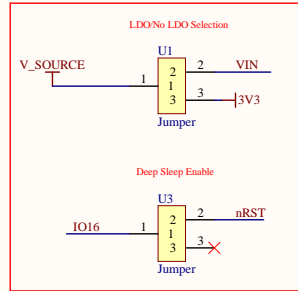 LDO/No LDO Selection
U1
V_SOURCE 1 2 2 VIN
1
3 3 3V3
Jumper
Deep Sleep Enable
U3
IO16 1 2 2 nRST
1
3 3
Jumper